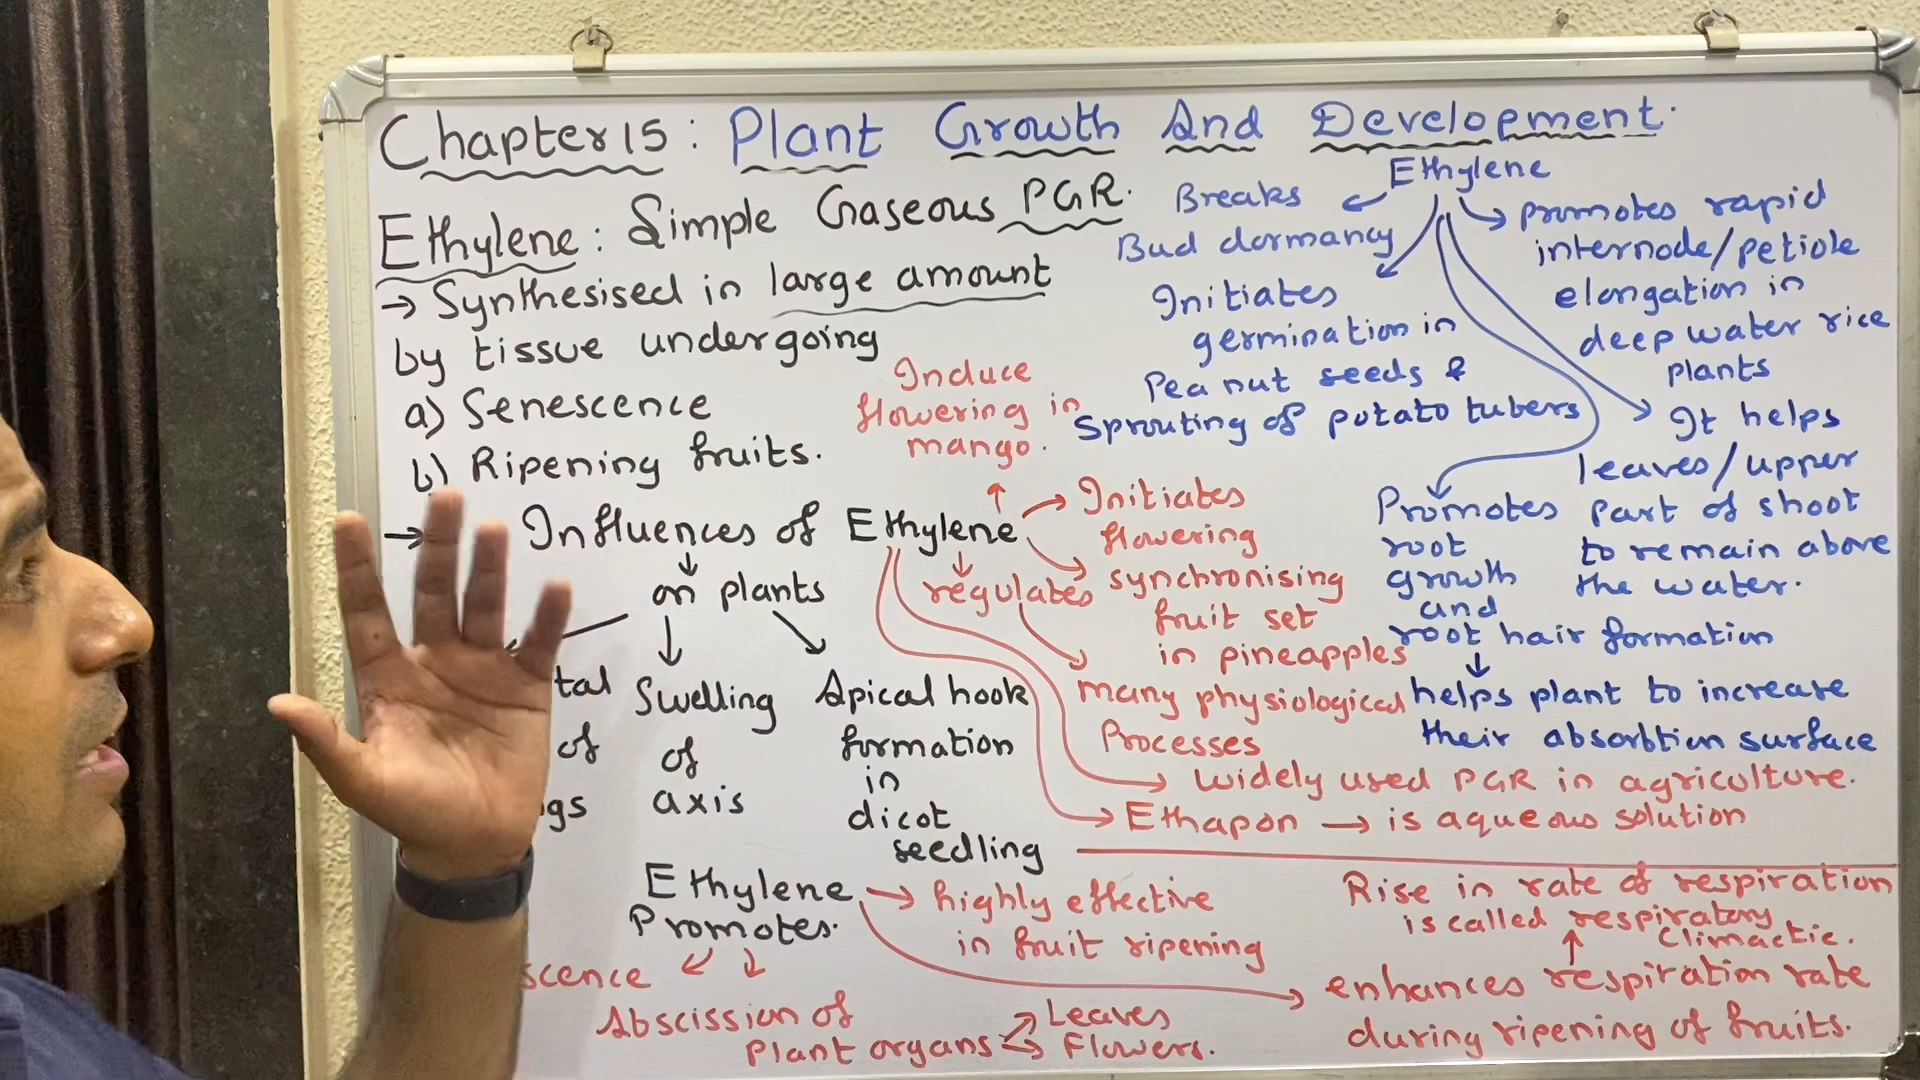 Chapter 15 : Plant Growth And Development.
Ethylene : Simple Gaseous PGR.
→ Synthesised in large amount
by tissue undergoing
a) Senescence
b) Ripening fruits.
→ Influences of Ethylene
on plants
Swelling
of
axis
Apical hook
formation
in
dicot
seedling
Induce
flowering in
mango.
Initiates
flowering
synchronising
fruit set
in pineapples
regulates
many physiological
Processes
widely used PGR in agriculture.
Ethapon → is aqueous solution
Ethylene
Breaks
Bud dormancy
Initiates
germination in
Pea nut seeds &
Sprouting of potato tubers
promotes rapid
internode/petiole
elongation in
deep water rice
plants
It helps
leaves/upper
part of shoot
to remain above
the water.
Promotes
root
growth
and
root hair formation
helps plant to increase
their absorbtion surface
Ethylene
Promotes.
Abscission of
plant organs
Leaves
Flowers.
highly effective
in fruit ripening
enhances respiration rate
during ripening of fruits.
Rise in rate of respiration
is called respiratory
climactic.